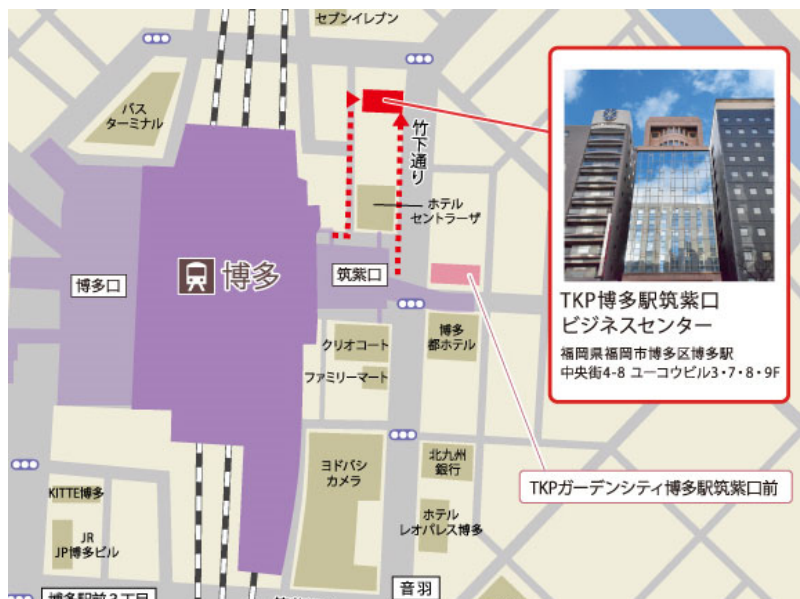 セブンイレブン
バス
ターミナル
竹下通り
ホテル
セントラーザ
博多口
博多
筑紫口
TKP博多駅筑紫口
ビジネスセンター
福岡県福岡市博多区博多駅
中央街4-8 ユーコウビル3・7・8・9F
クリオコート
博多
都ホテル
ファミリーマート
ヨドバシ
カメラ
北九州
銀行
TKPガーデンシティ博多駅筑紫口前
KITTE博多
ホテル
レオパレス博多
JR
JP博多ビル
音羽
博多駅前3丁目